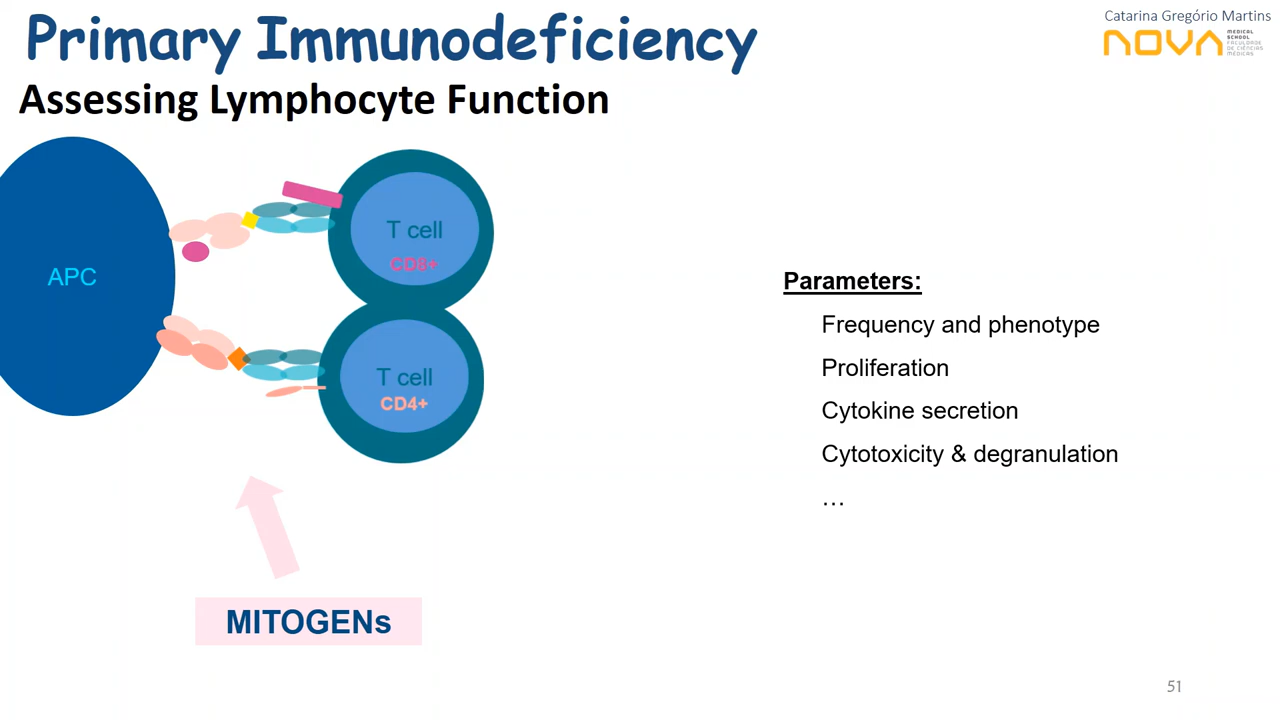 Primary Immunodeficiency
Catarina Gregório Martins
NOVA
MEDICAL
SCHOOL
FACULDADE
DE CIÊNCIAS
MÉDICAS
Assessing Lymphocyte Function
APC
T cell
CD8+
T cell
CD4+
MITOGENs
Parameters:
Frequency and phenotype
Proliferation
Cytokine secretion
Cytotoxicity & degranulation
…
51